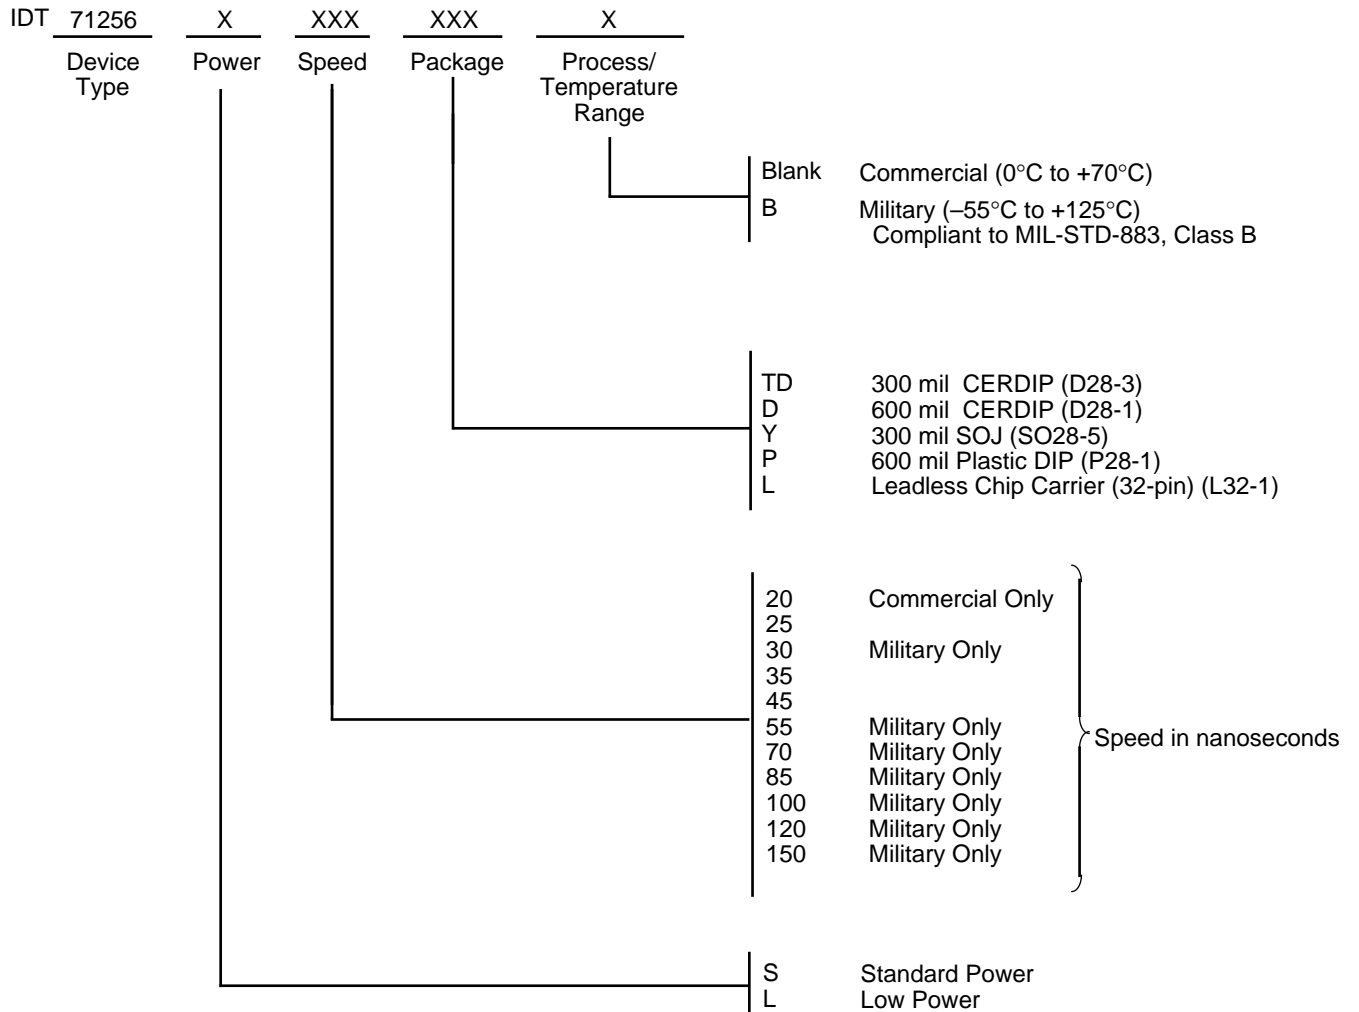 IDT 71256 X XXX XXX X
Device Type
Power
Speed
Package
Process/
Temperature
Range
Blank Commercial (0°C to +70°C)
B Military (–55°C to +125°C)
Compliant to MIL-STD-883, Class B
TD 300 mil CERDIP (D28-3)
D 600 mil CERDIP (D28-1)
Y 300 mil SOJ (SO28-5)
P 600 mil Plastic DIP (P28-1)
L Leadless Chip Carrier (32-pin) (L32-1)
20 Commercial Only
25
30 Military Only
35
45
55 Military Only
70 Military Only
85 Military Only
100 Military Only
120 Military Only
150 Military Only
Speed in nanoseconds
S Standard Power
L Low Power